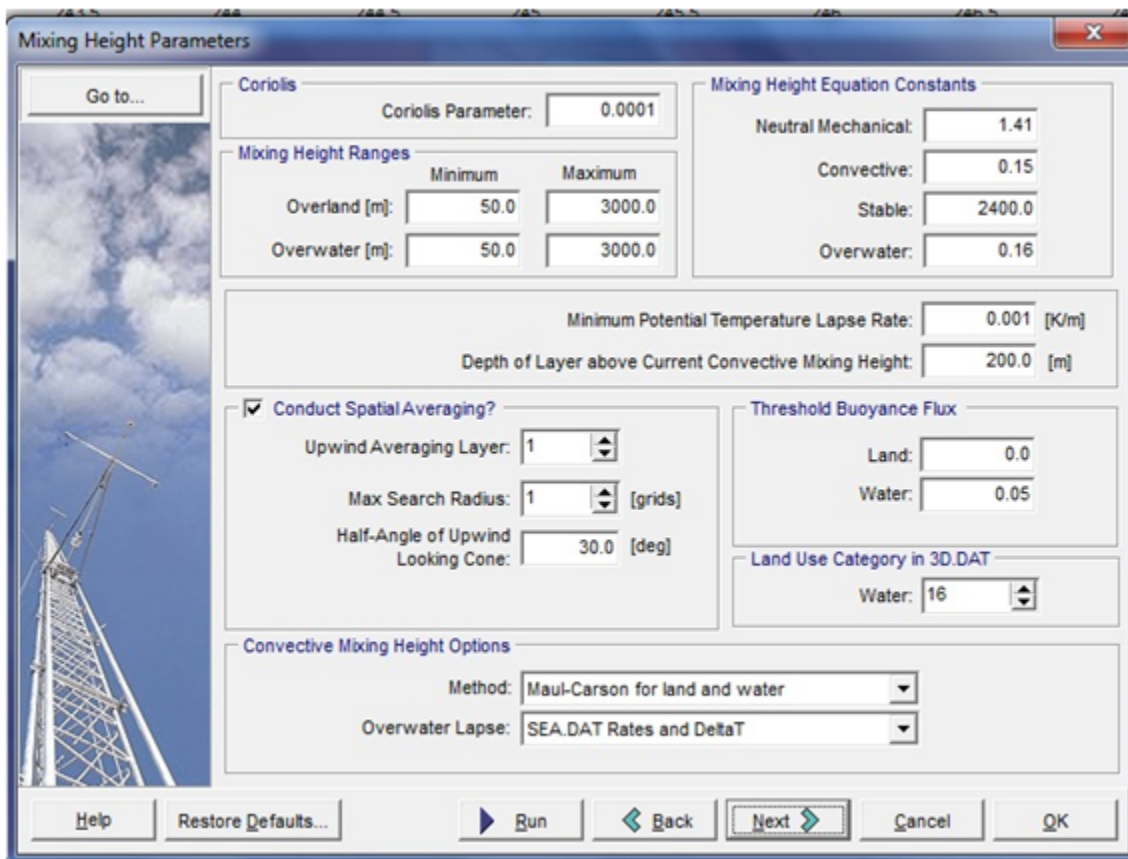 Mixing Height Parameters
Go to...
Coriolis
Coriolis Parameter: 0.0001
Mixing Height Ranges
Minimum Maximum
Overland [m]: 50.0 3000.0
Overwater [m]: 50.0 3000.0
Mixing Height Equation Constants
Neutral Mechanical: 1.41
Convective: 0.15
Stable: 2400.0
Overwater: 0.16
Minimum Potential Temperature Lapse Rate: 0.001 [K/m]
Depth of Layer above Current Convective Mixing Height: 200.0 [m]
Conduct Spatial Averaging?
Upwind Averaging Layer: 1
Max Search Radius: 1 [grids]
Half-Angle of Upwind
Looking Cone: 30.0 [deg]
Threshold Buoyance Flux
Land: 0.0
Water: 0.05
Land Use Category in 3D.DAT
Water: 16
Convective Mixing Height Options
Method: Maul-Carson for land and water
Overwater Lapse: SEA.DAT Rates and DeltaT
Help Restore Defaults... Run Back Next Cancel OK